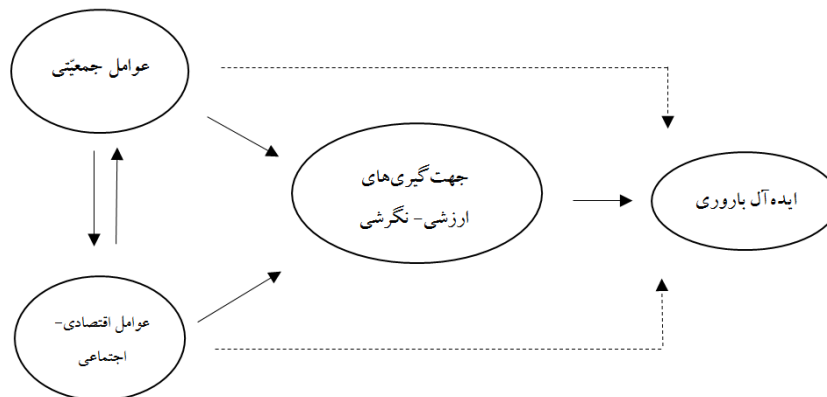 عوامل جمعیّتی
جهت‌گیری‌های
ارزشی- نگرشی
ایده‌آل باروری
عوامل اقتصادی-
اجتماعی